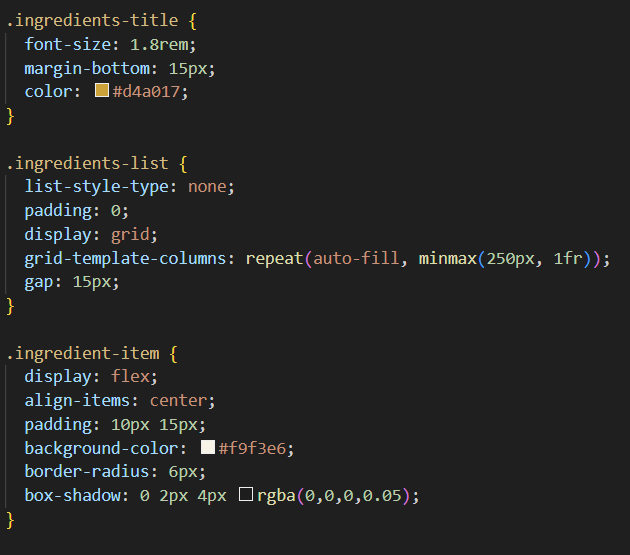 .ingredients-title {
  font-size: 1.8rem;
  margin-bottom: 15px;
  color: #d4a017;
}

.ingredients-list {
  list-style-type: none;
  padding: 0;
  display: grid;
  grid-template-columns: repeat(auto-fill, minmax(250px, 1fr));
  gap: 15px;
}

.ingredient-item {
  display: flex;
  align-items: center;
  padding: 10px 15px;
  background-color: #f9f3e6;
  border-radius: 6px;
  box-shadow: 0 2px 4px rgba(0,0,0,0.05);
}